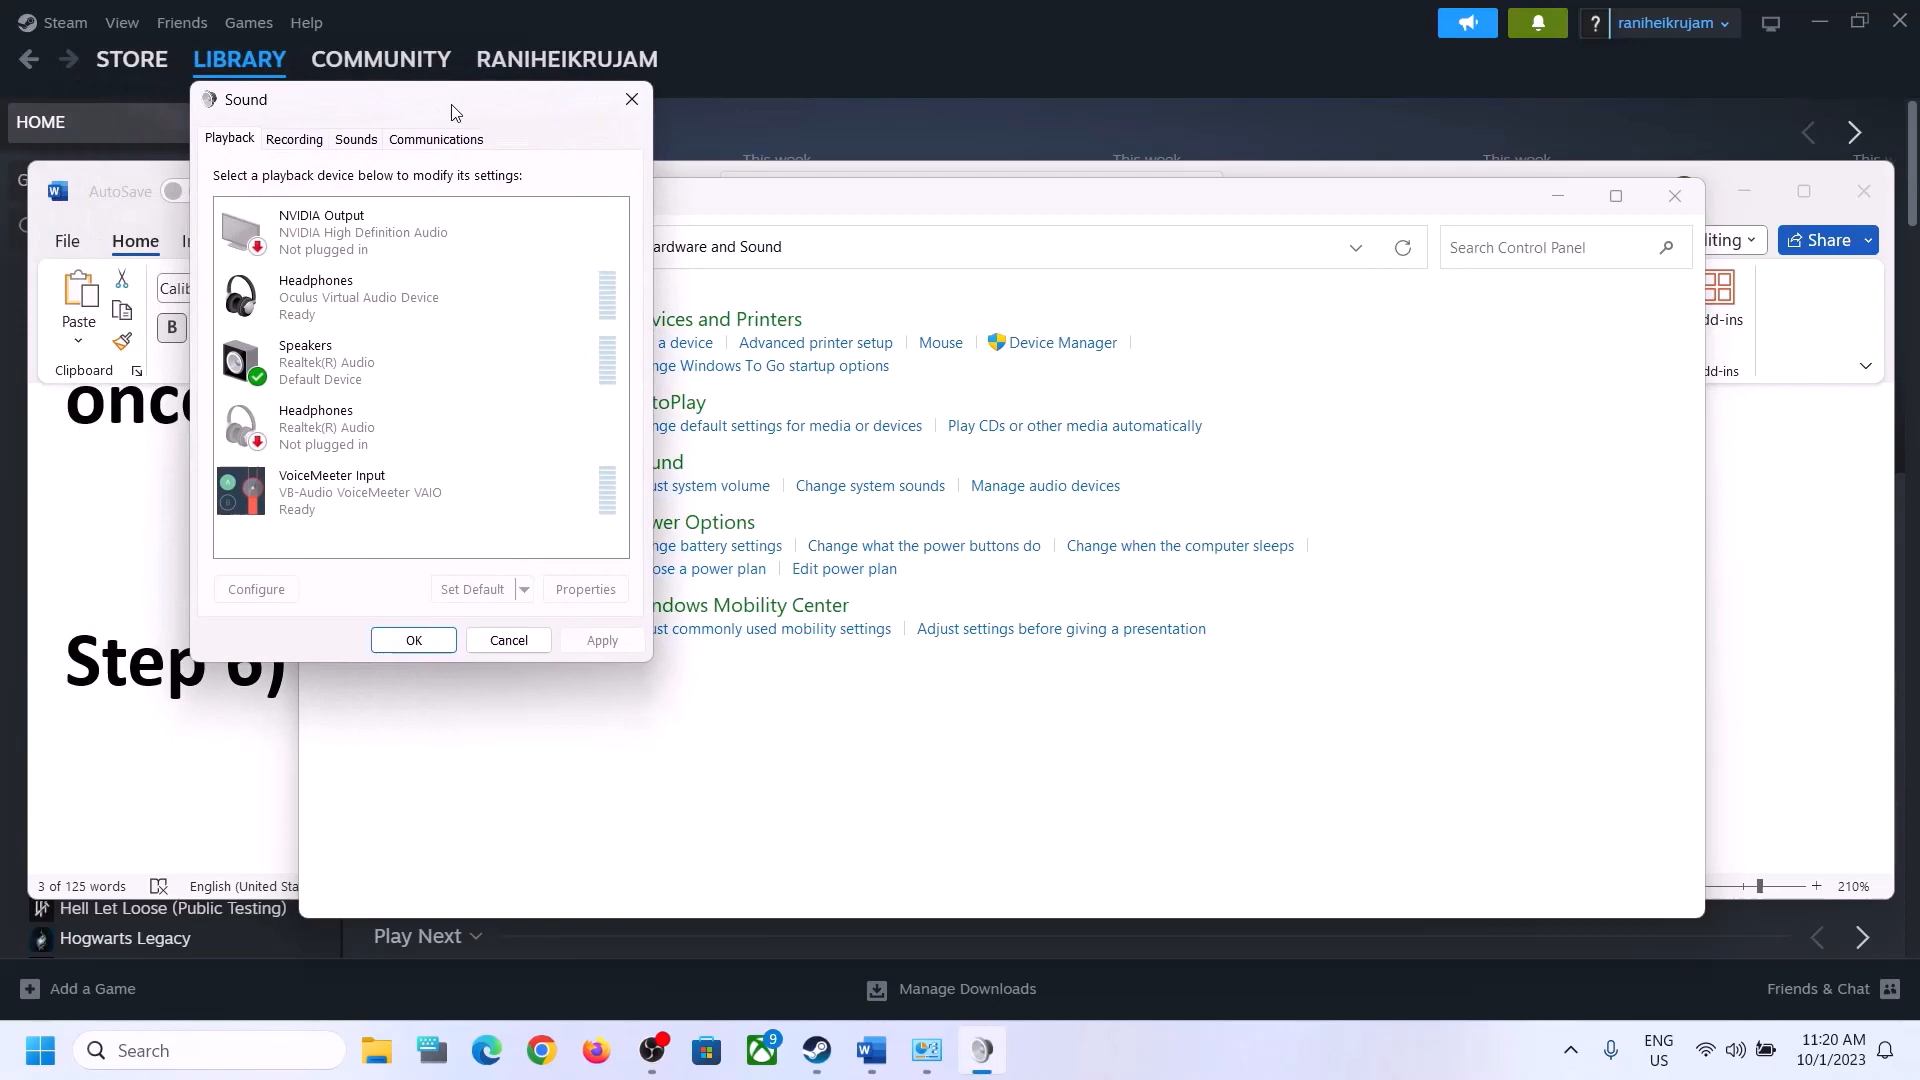 Steam View Friends Games Help
raniheikrujam
STORE LIBRARY COMMUNITY RANIHEIKRUJAM
HOME
Sound
Playback Recording Sounds Communications
Select a playback device below to modify its settings:
NVIDIA Output
NVIDIA High Definition Audio
Not plugged in
Headphones
Oculus Virtual Audio Device
Ready
Speakers
Realtek(R) Audio
Default Device
Headphones
Realtek(R) Audio
Not plugged in
VoiceMeeter Input
VB-Audio VoiceMeeter VAIO
Ready
Configure Set Default Properties
OK Cancel Apply
AutoSave
File Home
Calib
Paste
B
Clipboard
Share
dd-ins
dd-ins
ardware and Sound
Search Control Panel
vices and Printers
a device Advanced printer setup Mouse Device Manager
nge Windows To Go startup options
toPlay
nge default settings for media or devices Play CDs or other media automatically
und
ust system volume Change system sounds Manage audio devices
wer Options
nge battery settings Change what the power buttons do Change when the computer sleeps
ose a power plan Edit power plan
ndows Mobility Center
ust commonly used mobility settings Adjust settings before giving a presentation
onc
Step 6)
3 of 125 words English (United Sta
210%
Hell Let Loose (Public Testing)
Hogwarts Legacy
Play Next
Add a Game Manage Downloads Friends & Chat
Search
9
ENG
US
11:20 AM
10/1/2023